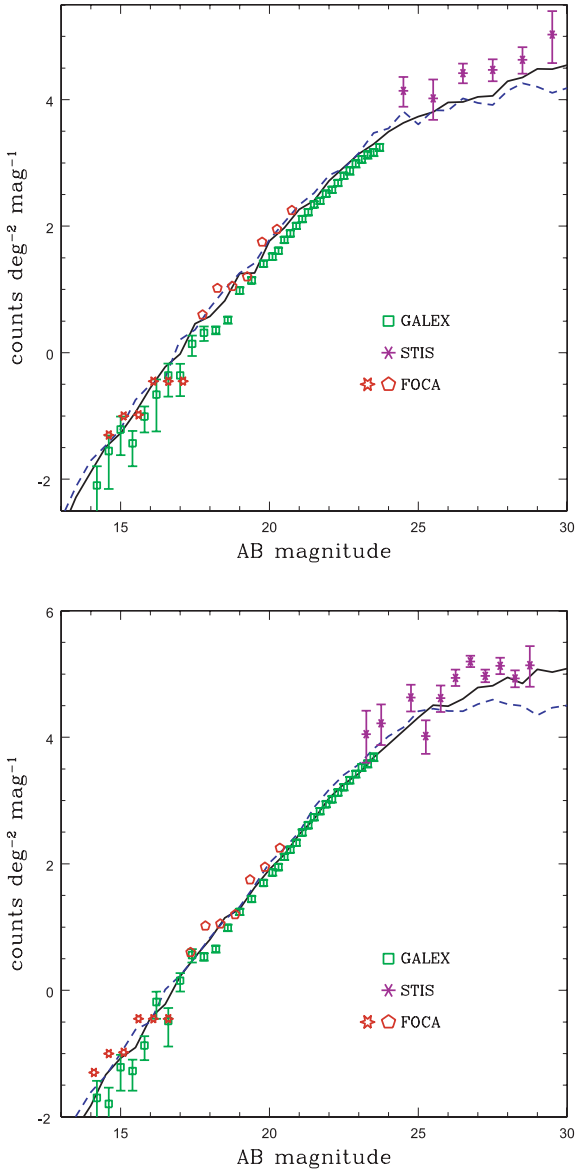 4
2
0
-2
counts deg⁻² mag⁻¹
GALEX
STIS
FOCA
15 20 25 30
AB magnitude
6
4
2
0
-2
counts deg⁻² mag⁻¹
GALEX
STIS
FOCA
15 20 25 30
AB magnitude